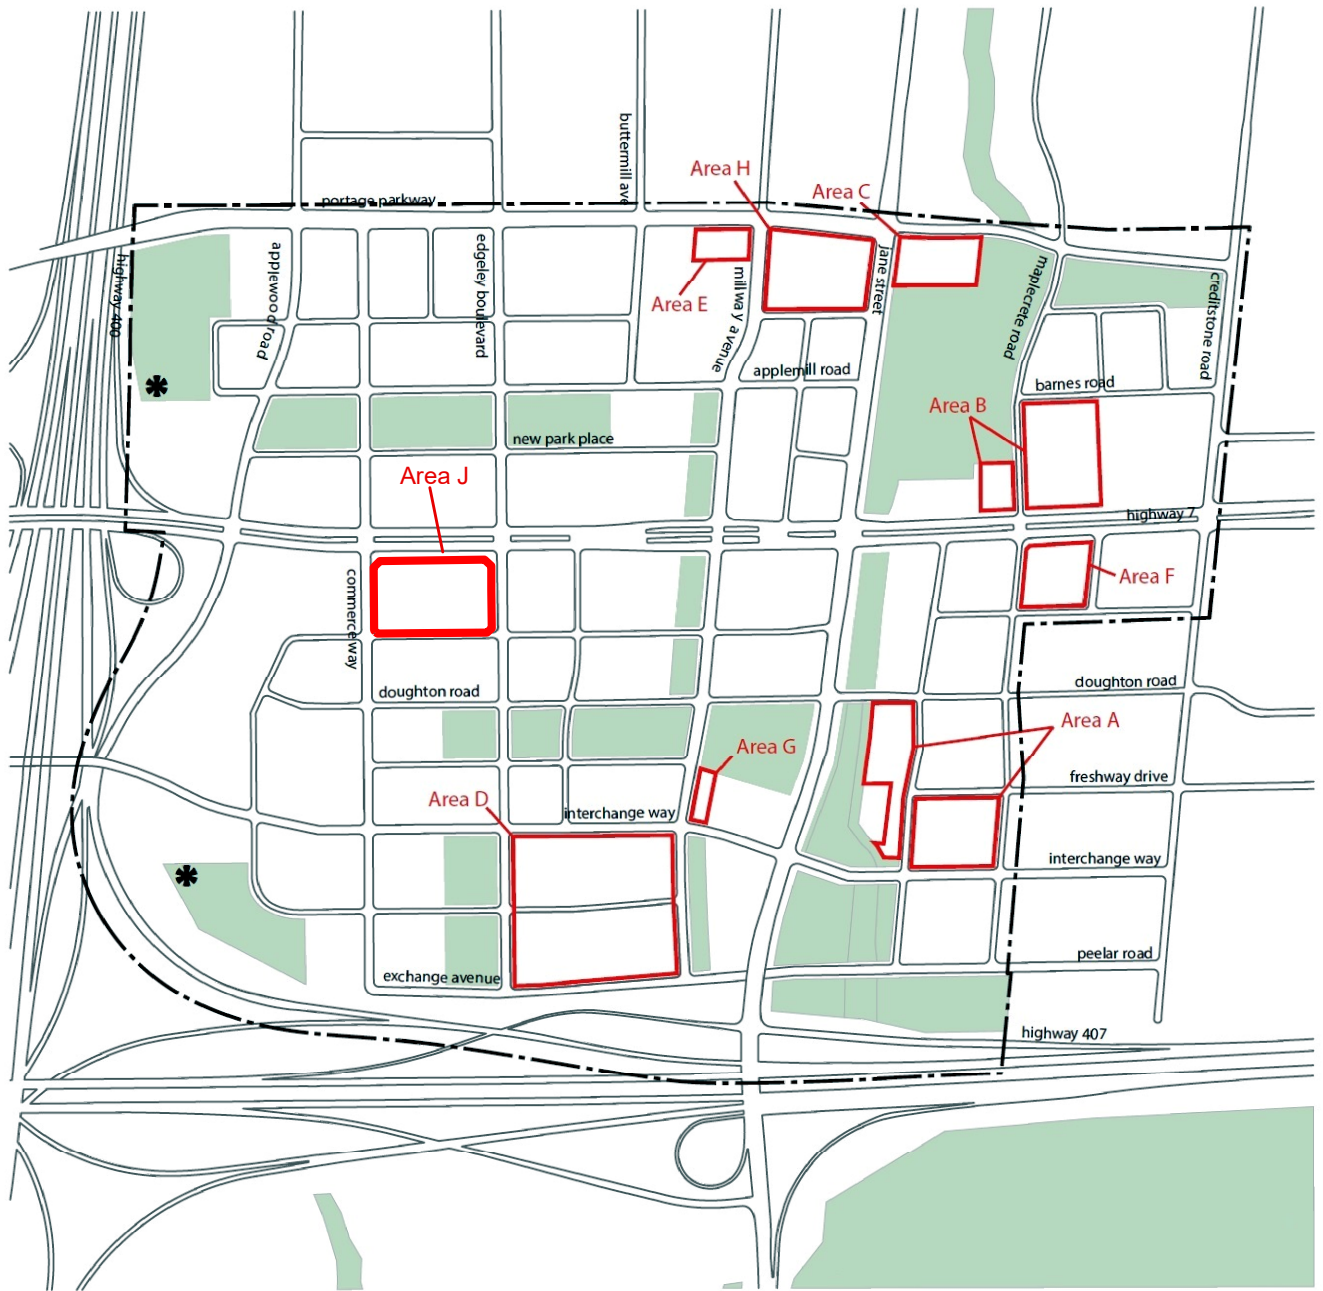 buttermill ave
Area H
Area C
portage parkway
highway 400
applewood road
edgeley boulevard
Area E
mill way avenue
jane street
maplecrete road
creditstone road
applemill road
barnes road
Area B
new park place
Area J
highway 7
commerce way
Area F
doughton road
doughton road
Area A
Area G
freshway drive
Area D
interchange way
interchange way
peelar road
exchange avenue
highway 407